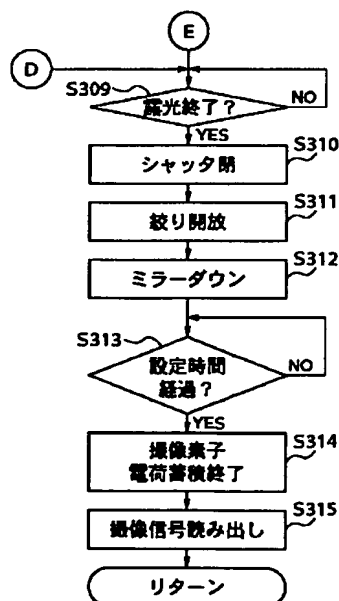 E
D
S309
露光終了？
NO
YES
S310
シャッタ閉
S311
絞り開放
S312
ミラーダウン
S313
設定時間
経過？
NO
YES
S314
撮像素子
電荷蓄積終了
S315
撮像信号読み出し
リターン